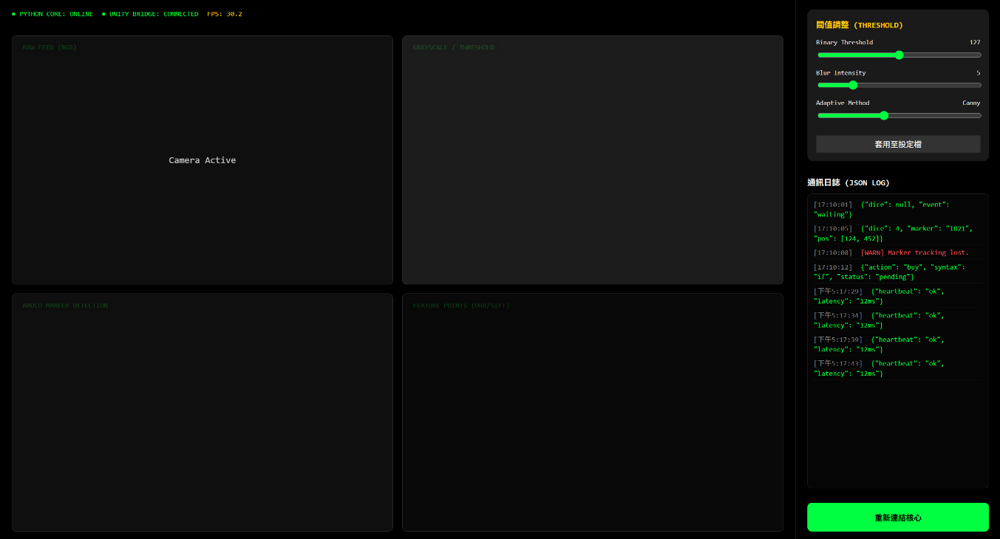 ● PYTHON CORE: ONLINE ● UNITY BRIDGE: CONNECTED FPS: 30.2
RAW FEED (RGB)
Camera Active
GRAYSCALE / THRESHOLD
ARUCO MARKER DETECTION
FEATURE POINTS (ORB/SIFT)
閥值調整 (THRESHOLD)
Binary Threshold 127
Blur Intensity 5
Adaptive Method Canny
套用至設定檔
通訊日誌 (JSON LOG)
[17:10:01] {"dice": null, "event":
"waiting"}
[17:10:05] {"dice": 4, "marker": "ID21",
"pos": [124, 452]}
[17:10:08] [WARN] Marker tracking lost.
[17:10:12] {"action": "buy", "syntax":
"if", "status": "pending"}
[下午5:17:29] {"heartbeat": "ok",
"latency": "12ms"}
[下午5:17:34] {"heartbeat": "ok",
"latency": "12ms"}
[下午5:17:39] {"heartbeat": "ok",
"latency": "12ms"}
[下午5:17:43] {"heartbeat": "ok",
"latency": "12ms"}
重新連結核心